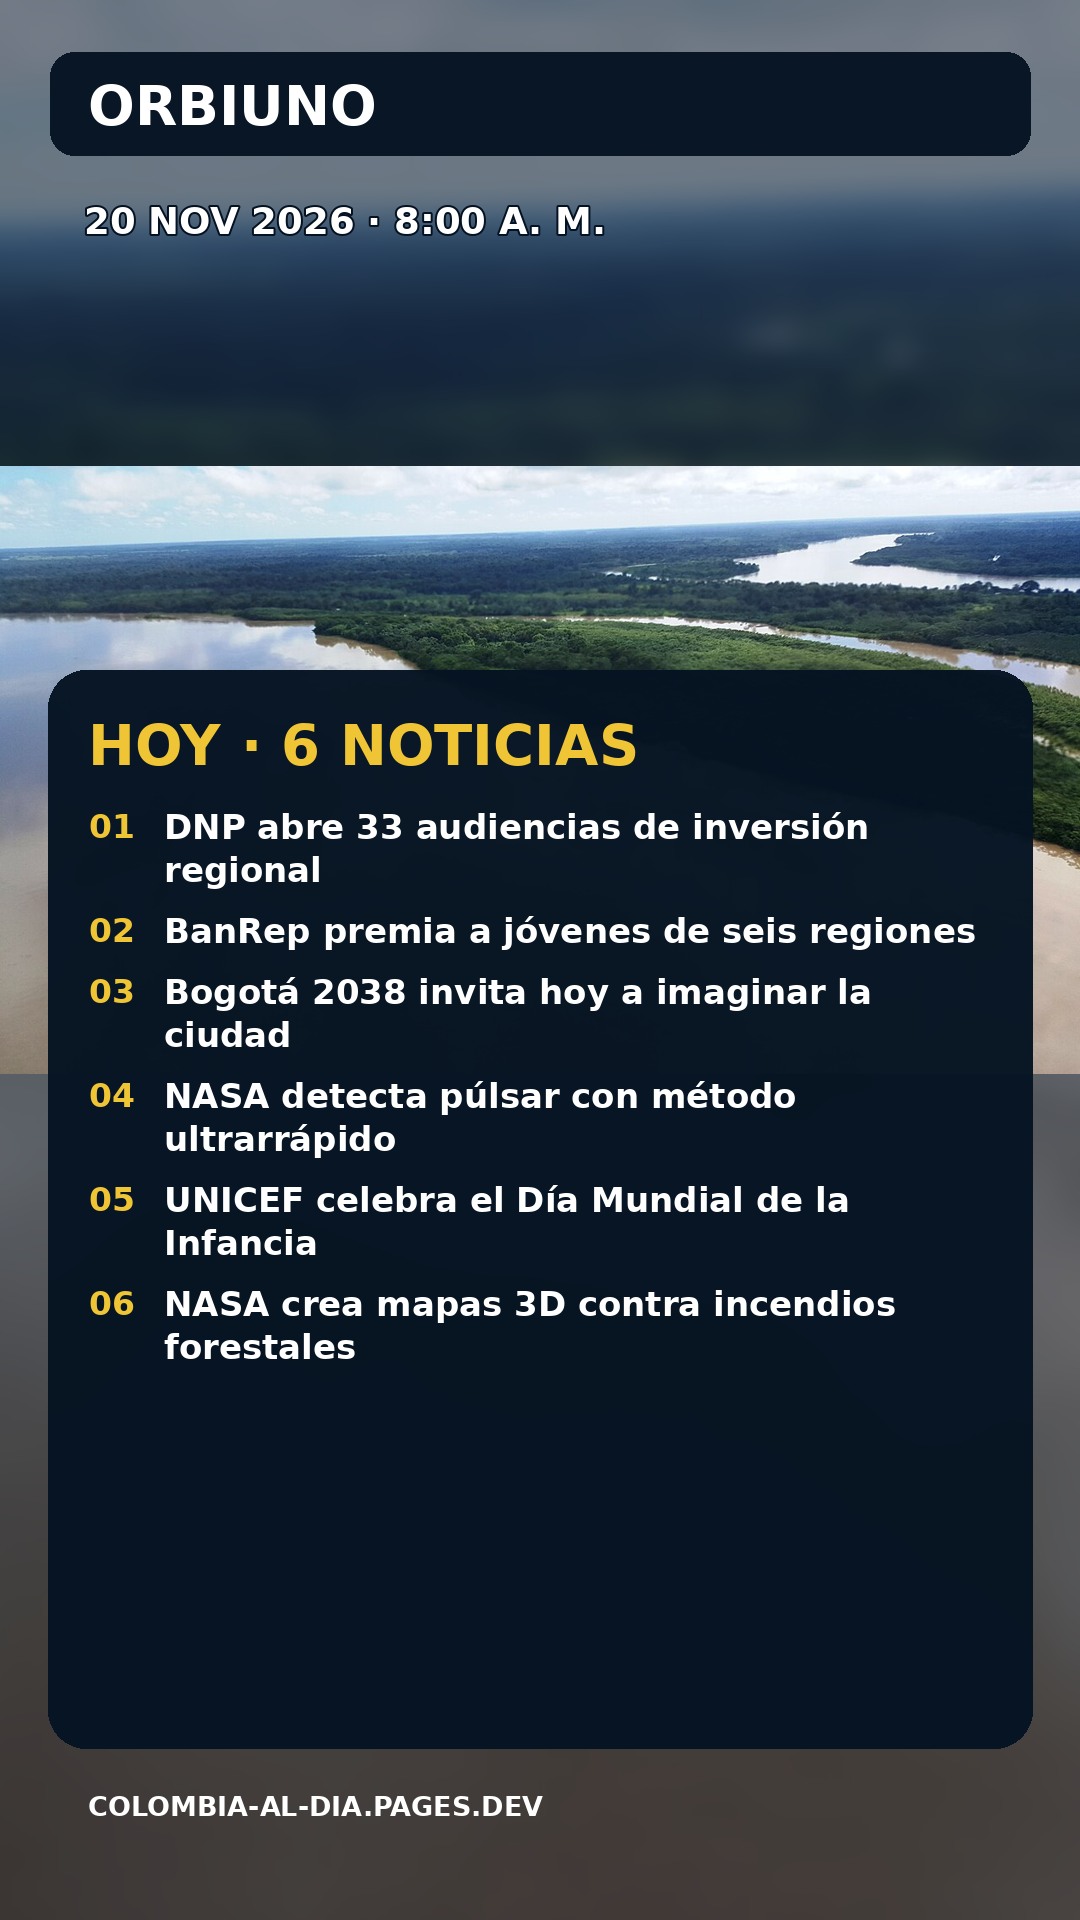 ORBIUNO
20 NOV 2026 · 8:00 A. M.
HOY · 6 NOTICIAS
01 DNP abre 33 audiencias de inversión
regional
02 BanRep premia a jóvenes de seis regiones
03 Bogotá 2038 invita hoy a imaginar la
ciudad
04 NASA detecta púlsar con método
ultrarrápido
05 UNICEF celebra el Día Mundial de la
Infancia
06 NASA crea mapas 3D contra incendios
forestales
COLOMBIA-AL-DIA.PAGES.DEV